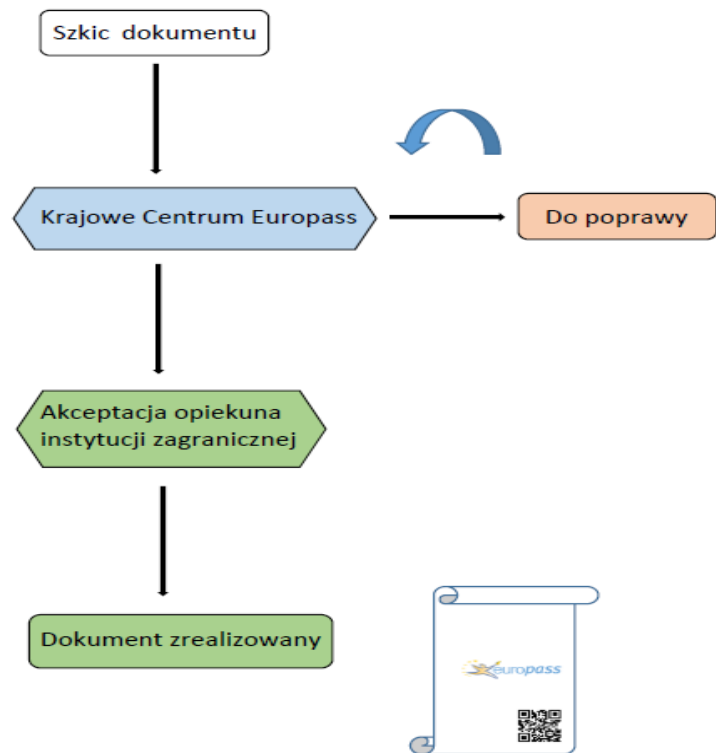 Szkic dokumentu
Krajowe Centrum Europass
Do poprawy
Akceptacja opiekuna
instytucji zagranicznej
Dokument zrealizowany
europass